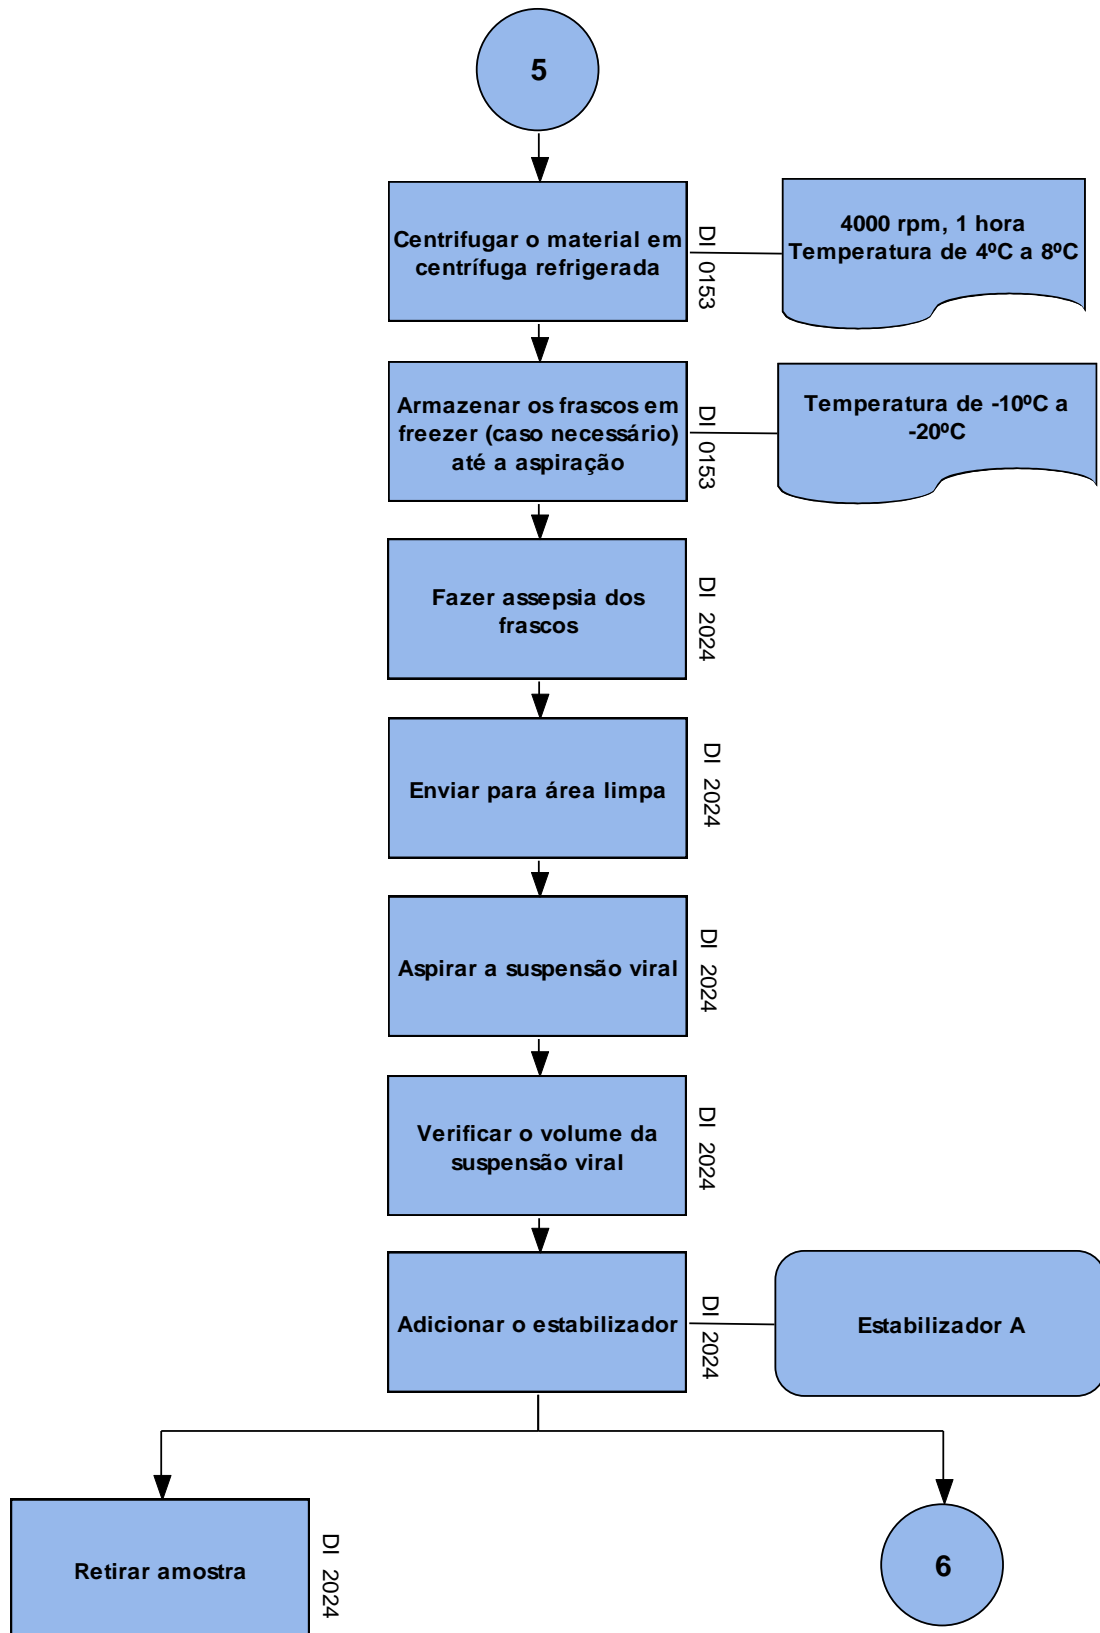 5
Centrifugar o material em
centrífuga refrigerada
DI 0153
4000 rpm, 1 hora
Temperatura de 4ºC a 8ºC
Armazenar os frascos em
freezer (caso necessário)
até a aspiração
DI 0153
Temperatura de -10ºC a
-20ºC
Fazer assepsia dos
frascos
DI 2024
Enviar para área limpa
DI 2024
Aspirar a suspensão viral
DI 2024
Verificar o volume da
suspensão viral
DI 2024
Adicionar o estabilizador
DI 2024
Estabilizador A
Retirar amostra
DI 2024
6